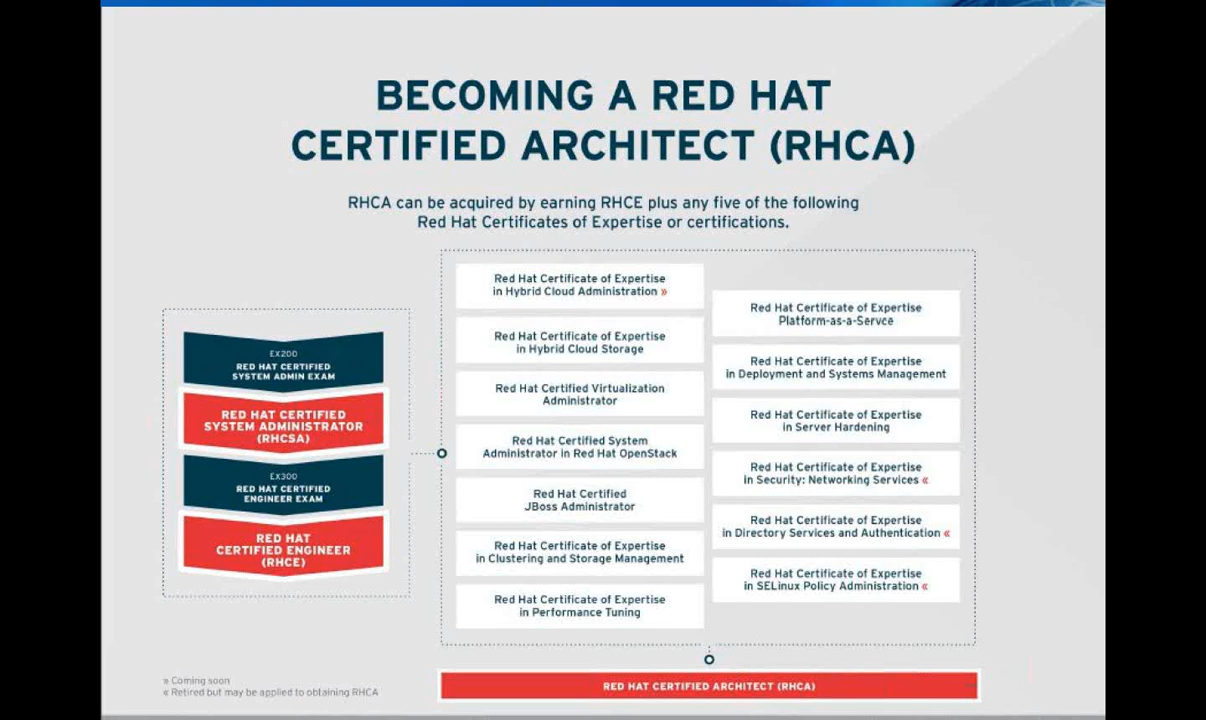 BECOMING A RED HAT
CERTIFIED ARCHITECT (RHCA)
RHCA can be acquired by earning RHCE plus any five of the following
Red Hat Certificates of Expertise or certifications.
EX200
RED HAT CERTIFIED
SYSTEM ADMIN EXAM
RED HAT CERTIFIED
SYSTEM ADMINISTRATOR
(RHCSA)
EX300
RED HAT CERTIFIED
ENGINEER EXAM
RED HAT
CERTIFIED ENGINEER
(RHCE)
Red Hat Certificate of Expertise
in Hybrid Cloud Administration »
Red Hat Certificate of Expertise
in Hybrid Cloud Storage
Red Hat Certified Virtualization
Administrator
Red Hat Certified System
Administrator in Red Hat OpenStack
Red Hat Certified
JBoss Administrator
Red Hat Certificate of Expertise
in Clustering and Storage Management
Red Hat Certificate of Expertise
in Performance Tuning
Red Hat Certificate of Expertise
Platform-as-a-Servce
Red Hat Certificate of Expertise
in Deployment and Systems Management
Red Hat Certificate of Expertise
in Server Hardening
Red Hat Certificate of Expertise
in Security: Networking Services «
Red Hat Certificate of Expertise
in Directory Services and Authentication «
Red Hat Certificate of Expertise
in SELinux Policy Administration «
» Coming soon
« Retired but may be applied to obtaining RHCA
RED HAT CERTIFIED ARCHITECT (RHCA)